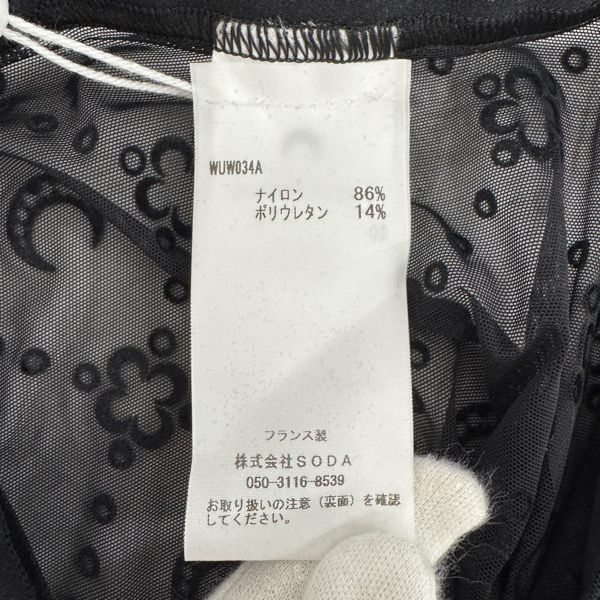 WUW034A
ナイロン 86%
ポリウレタン 14%
フランス製
株式会社SODA
050-3116-8539
お取り扱いの注意(裏面)を確認
してください。